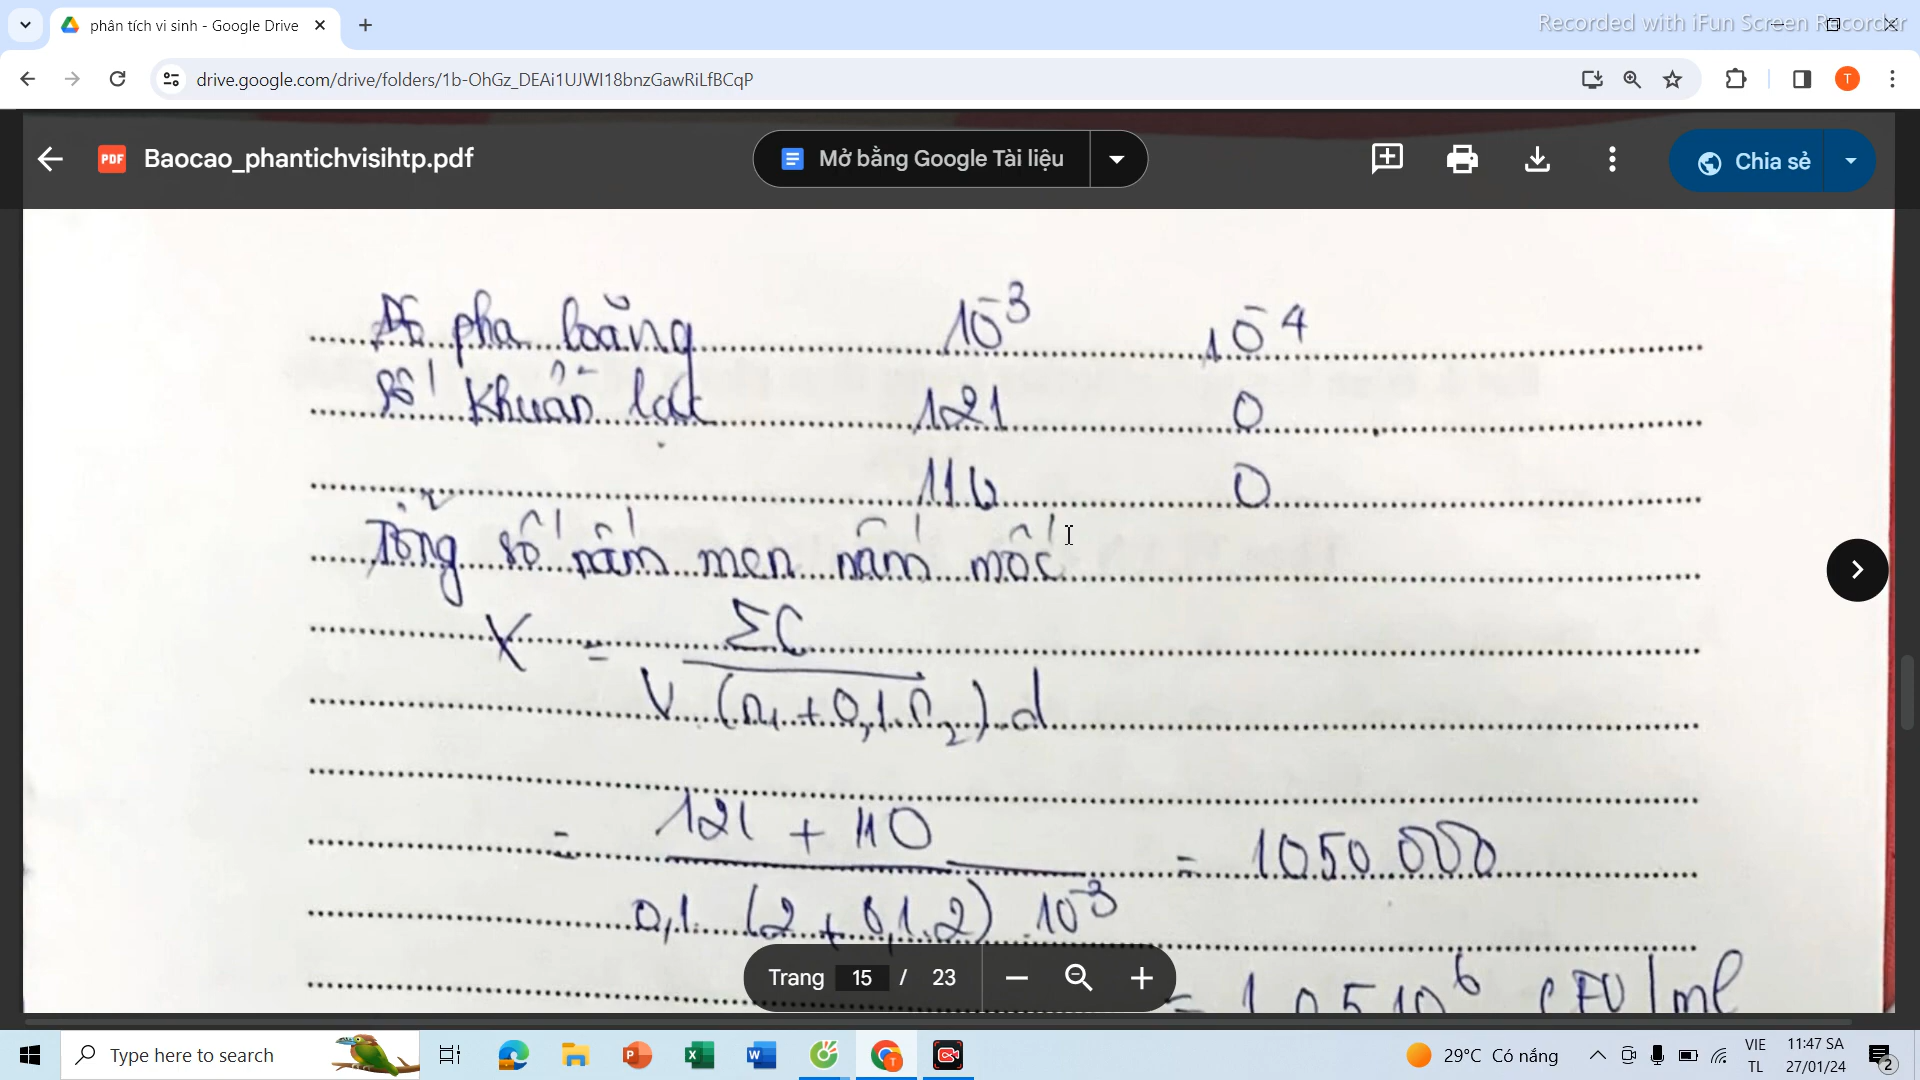 phân tích vi sinh - Google Drive
Recorded with iFun Screen Recorder
drive.google.com/drive/folders/1b-OhGz_DEAi1UJWI18bnzGawRiLfBCqP
T
PDF Baocao_phantichvisihtp.pdf
Mở bằng Google Tài liệu
Chia sẻ
Độ pha loãng 10⁻³ 10⁻⁴
Số khuẩn lạc 121 0
110 0
Tổng số nấm men nấm mốc
X = ΣC / V (n₁ + 0,1.n₂) d
= 121 + 110 / 0,1 (2 + 0,1.2) .10⁻³ = 1050.000
= 1,05 10⁶ CFU/ml
Trang 15 / 23
Type here to search
29°C Có nắng
VIE
TL
11:47 SA
27/01/24
2